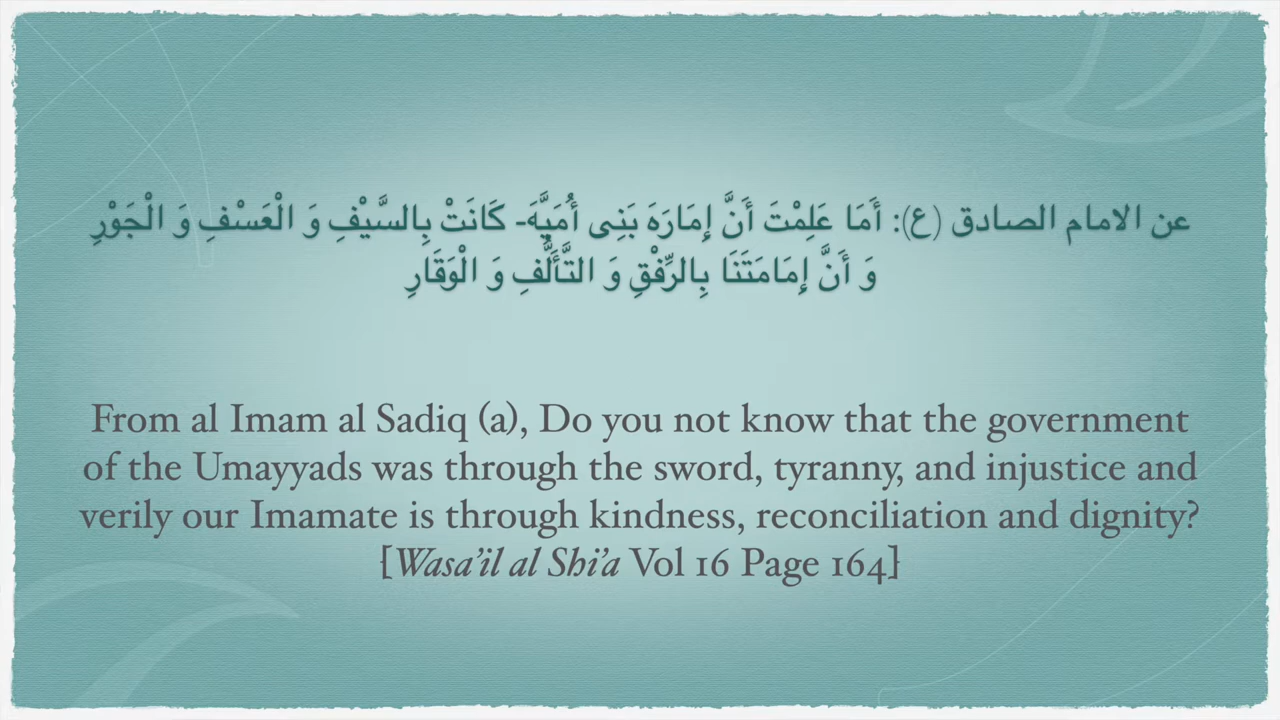 عن الامام الصادق (ع): أَمَا عَلِمْتَ أَنَّ إِمَارَهَ بَنِی أُمَیَّهَ- كَانَتْ بِالسَّیْفِ وَ الْعَسْفِ وَ الْجَوْرِ
وَ أَنَّ إِمَامَتَنَا بِالرِّفْقِ وَ التَّأَلُّفِ وَ الْوَقَارِ
From al Imam al Sadiq (a), Do you not know that the government
of the Umayyads was through the sword, tyranny, and injustice and
verily our Imamate is through kindness, reconciliation and dignity?
[Wasa’il al Shi’a Vol 16 Page 164]